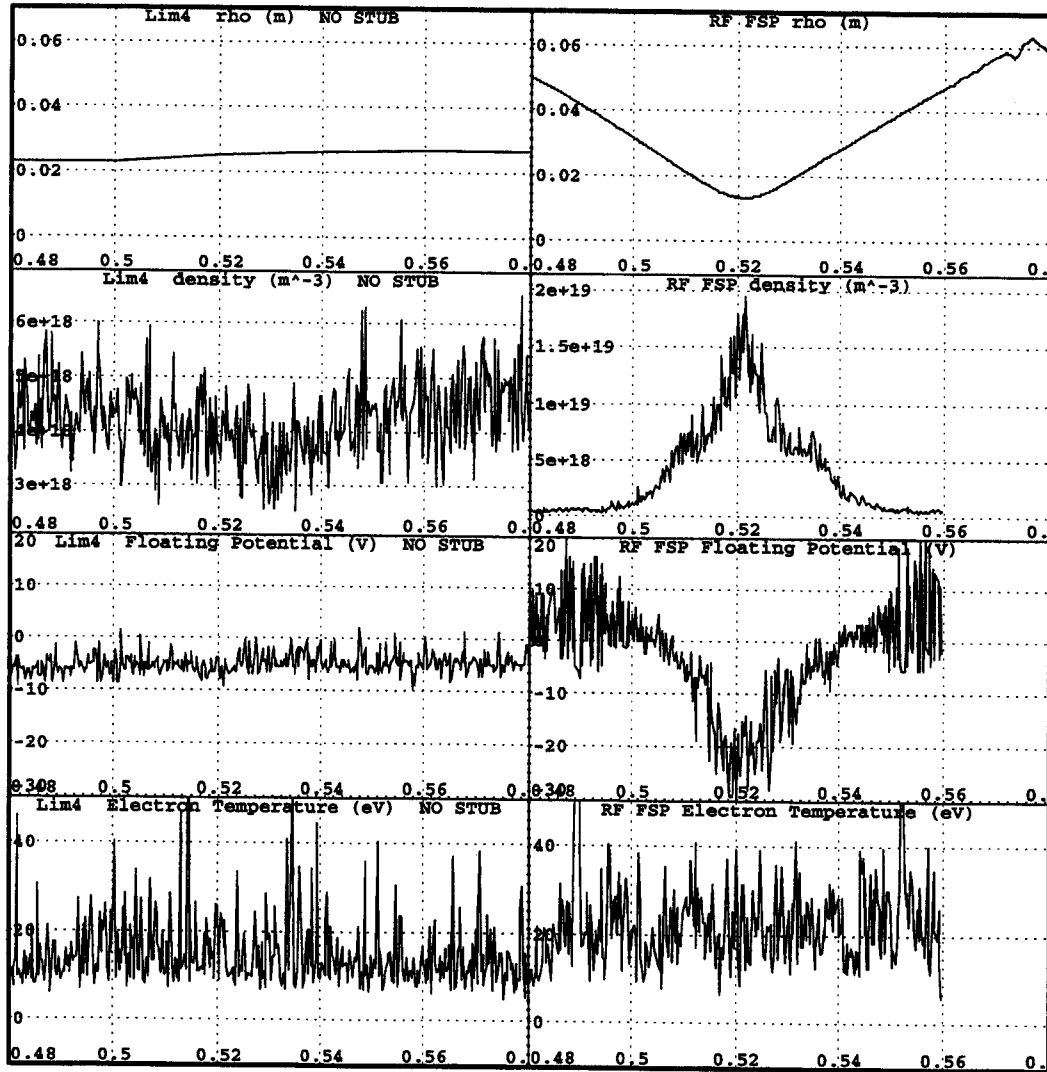 Lim4 rho (m) NO STUB
0.06
0.04
0.02
0
0.48 0.5 0.52 0.54 0.56
RF FSP rho (m)
0.06
0.04
0.02
0
0.48 0.5 0.52 0.54 0.56
Lim4 density (m^-3) NO STUB
6e+18
5e+18
4e+18
3e+18
0.48 0.5 0.52 0.54 0.56
RF FSP density (m^-3)
2e+19
1.5e+19
1e+19
5e+18
0
0.48 0.5 0.52 0.54 0.56
Lim4 Floating Potential (V) NO STUB
20
10
0
-10
-20
0.5 0.52 0.54 0.56
RF FSP Floating Potential (V)
20
10
-10
-20
0.5 0.52 0.54 0.56
Lim4 Electron Temperature (eV) NO STUB
40
20
0
0.48 0.5 0.52 0.54 0.56
RF FSP Electron Temperature (eV)
40
20
0
0.48 0.5 0.52 0.54 0.56